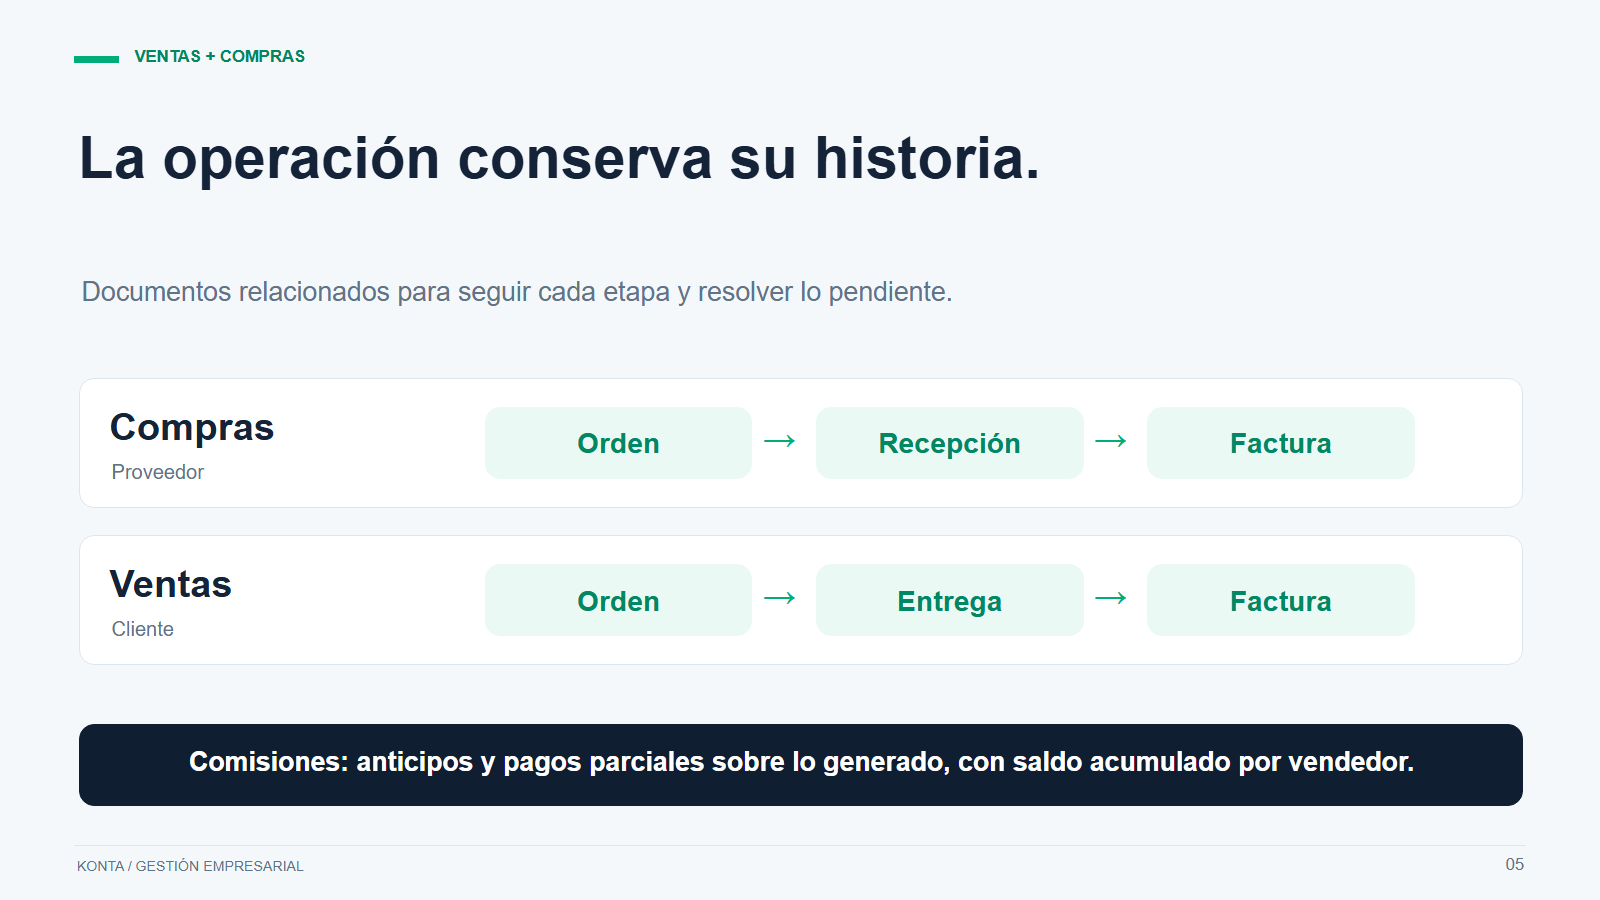 VENTAS + COMPRAS
La operación conserva su historia.
Documentos relacionados para seguir cada etapa y resolver lo pendiente.
Compras
Proveedor
Orden → Recepción → Factura
Ventas
Cliente
Orden → Entrega → Factura
Comisiones: anticipos y pagos parciales sobre lo generado, con saldo acumulado por vendedor.
KONTA / GESTIÓN EMPRESARIAL
05